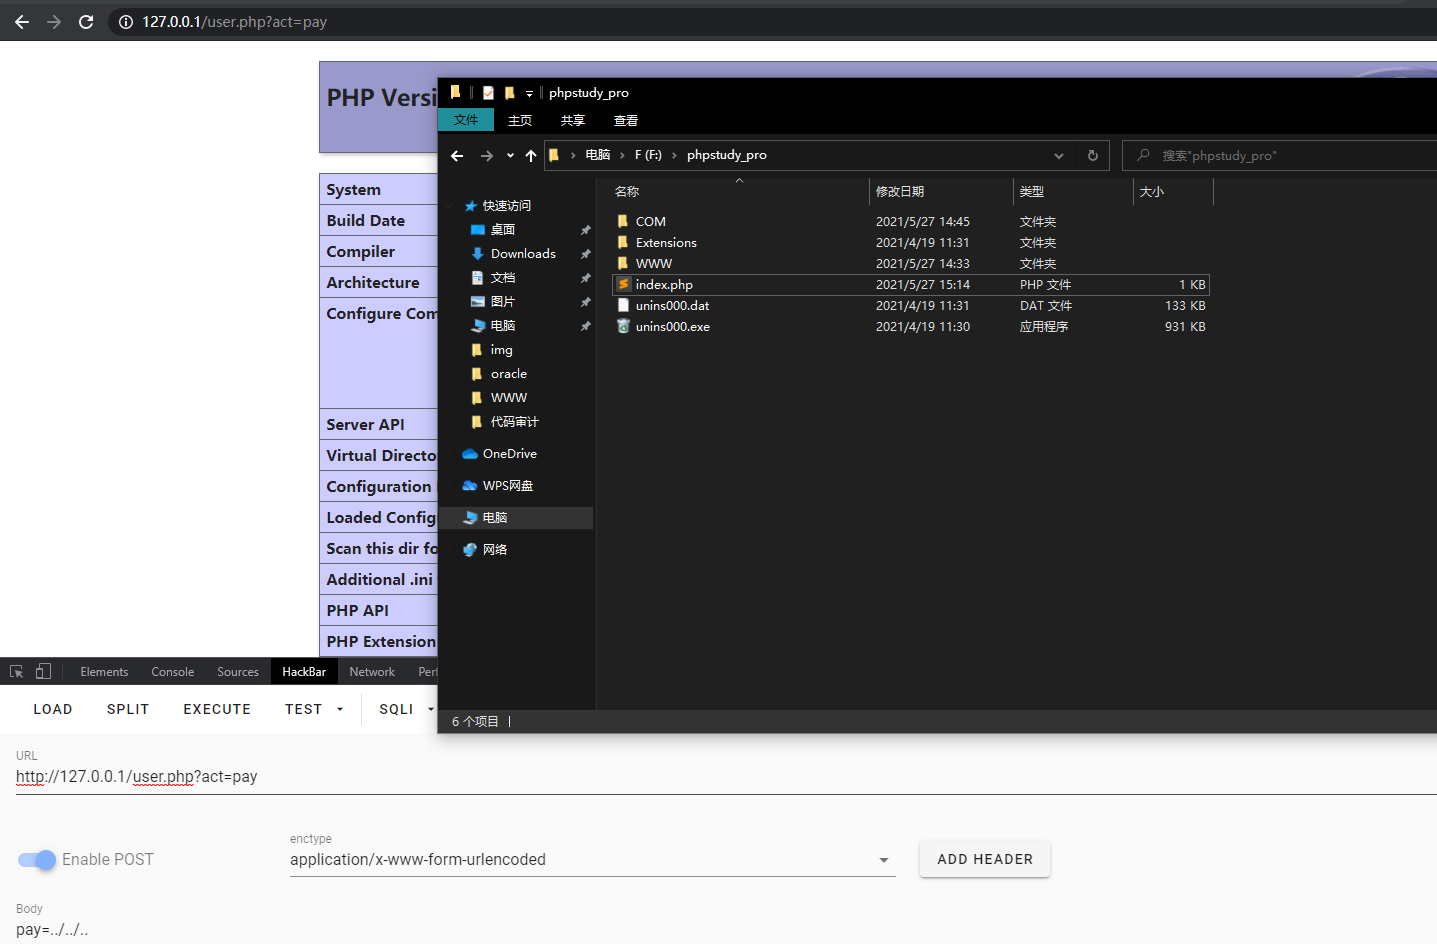 127.0.0.1/user.php?act=pay
PHP Versi
System
Build Date
Compiler
Architecture
Configure Com
Server API
Virtual Directo
Configuration
Loaded Config
Scan this dir fo
Additional .ini
PHP API
PHP Extension
phpstudy_pro
文件 主页 共享 查看
电脑 F (F:) phpstudy_pro
搜索"phpstudy_pro"
快速访问
桌面
Downloads
文档
图片
电脑
img
oracle
WWW
代码审计
OneDrive
WPS网盘
电脑
网络
名称 修改日期 类型 大小
COM 2021/5/27 14:45 文件夹
Extensions 2021/4/19 11:31 文件夹
WWW 2021/5/27 14:33 文件夹
index.php 2021/5/27 15:14 PHP 文件 1 KB
unins000.dat 2021/4/19 11:31 DAT 文件 133 KB
unins000.exe 2021/4/19 11:30 应用程序 931 KB
6 个项目
Elements Console Sources HackBar Network Perf
LOAD SPLIT EXECUTE TEST SQLI
URL
http://127.0.0.1/user.php?act=pay
Enable POST
enctype
application/x-www-form-urlencoded
ADD HEADER
Body
pay=../../..